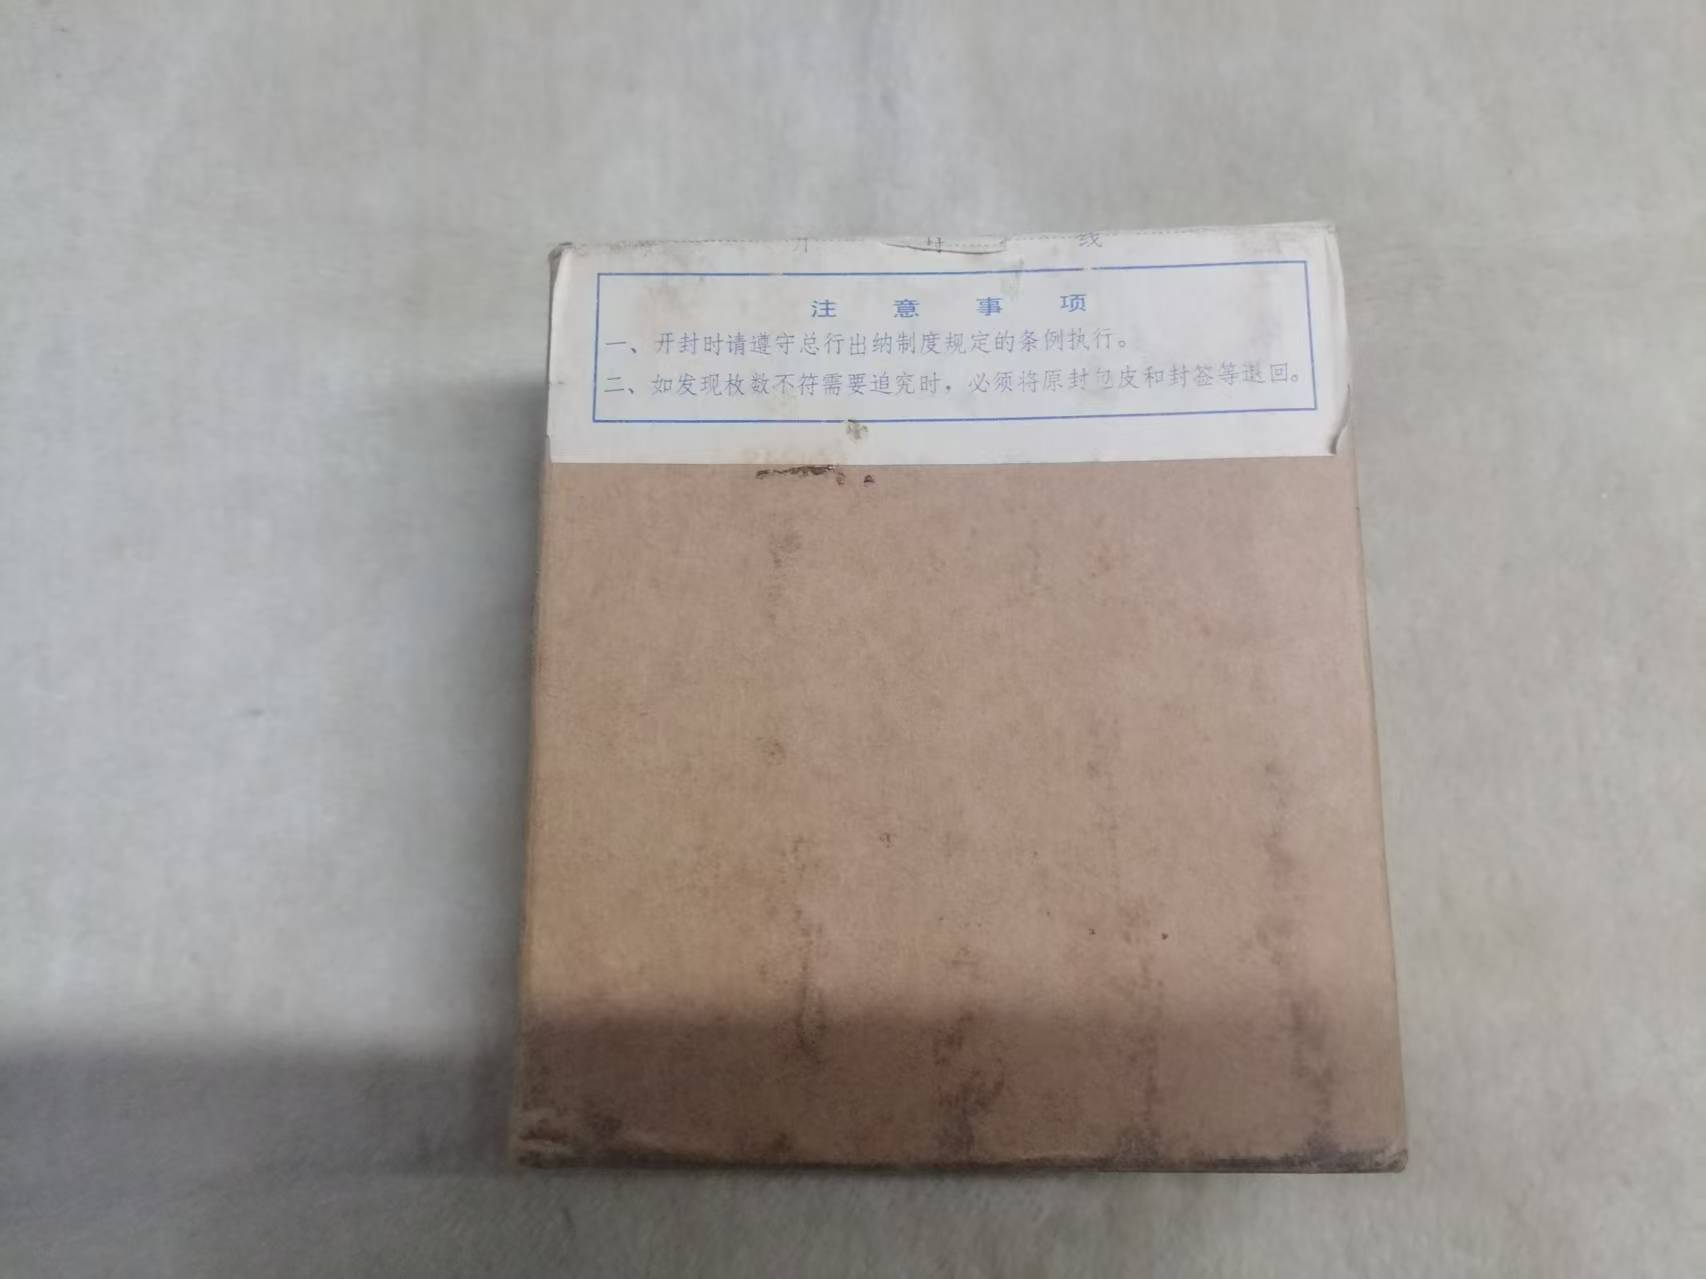 开封线
注意事项
一、开封时请遵守总行出纳制度规定的条例执行。
二、如发现枚数不符需要追究时，必须将原封包皮和封签等退回。